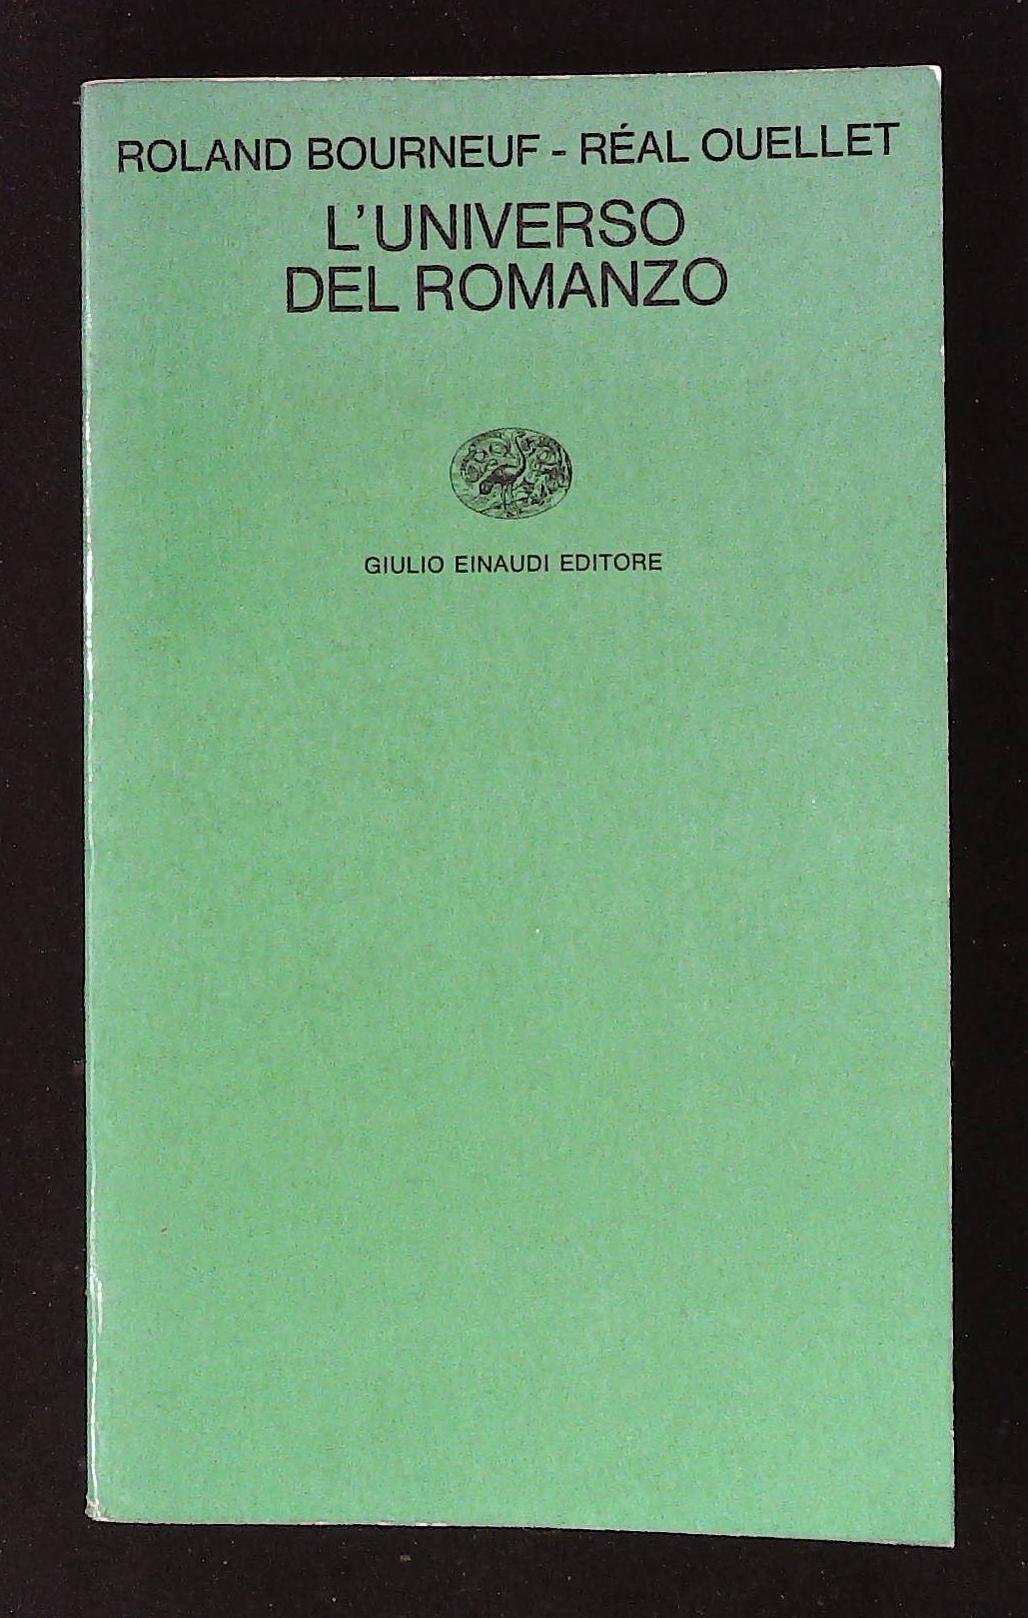 ROLAND BOURNEUF - RÉAL OUELLET
L'UNIVERSO
DEL ROMANZO
GIULIO EINAUDI EDITORE